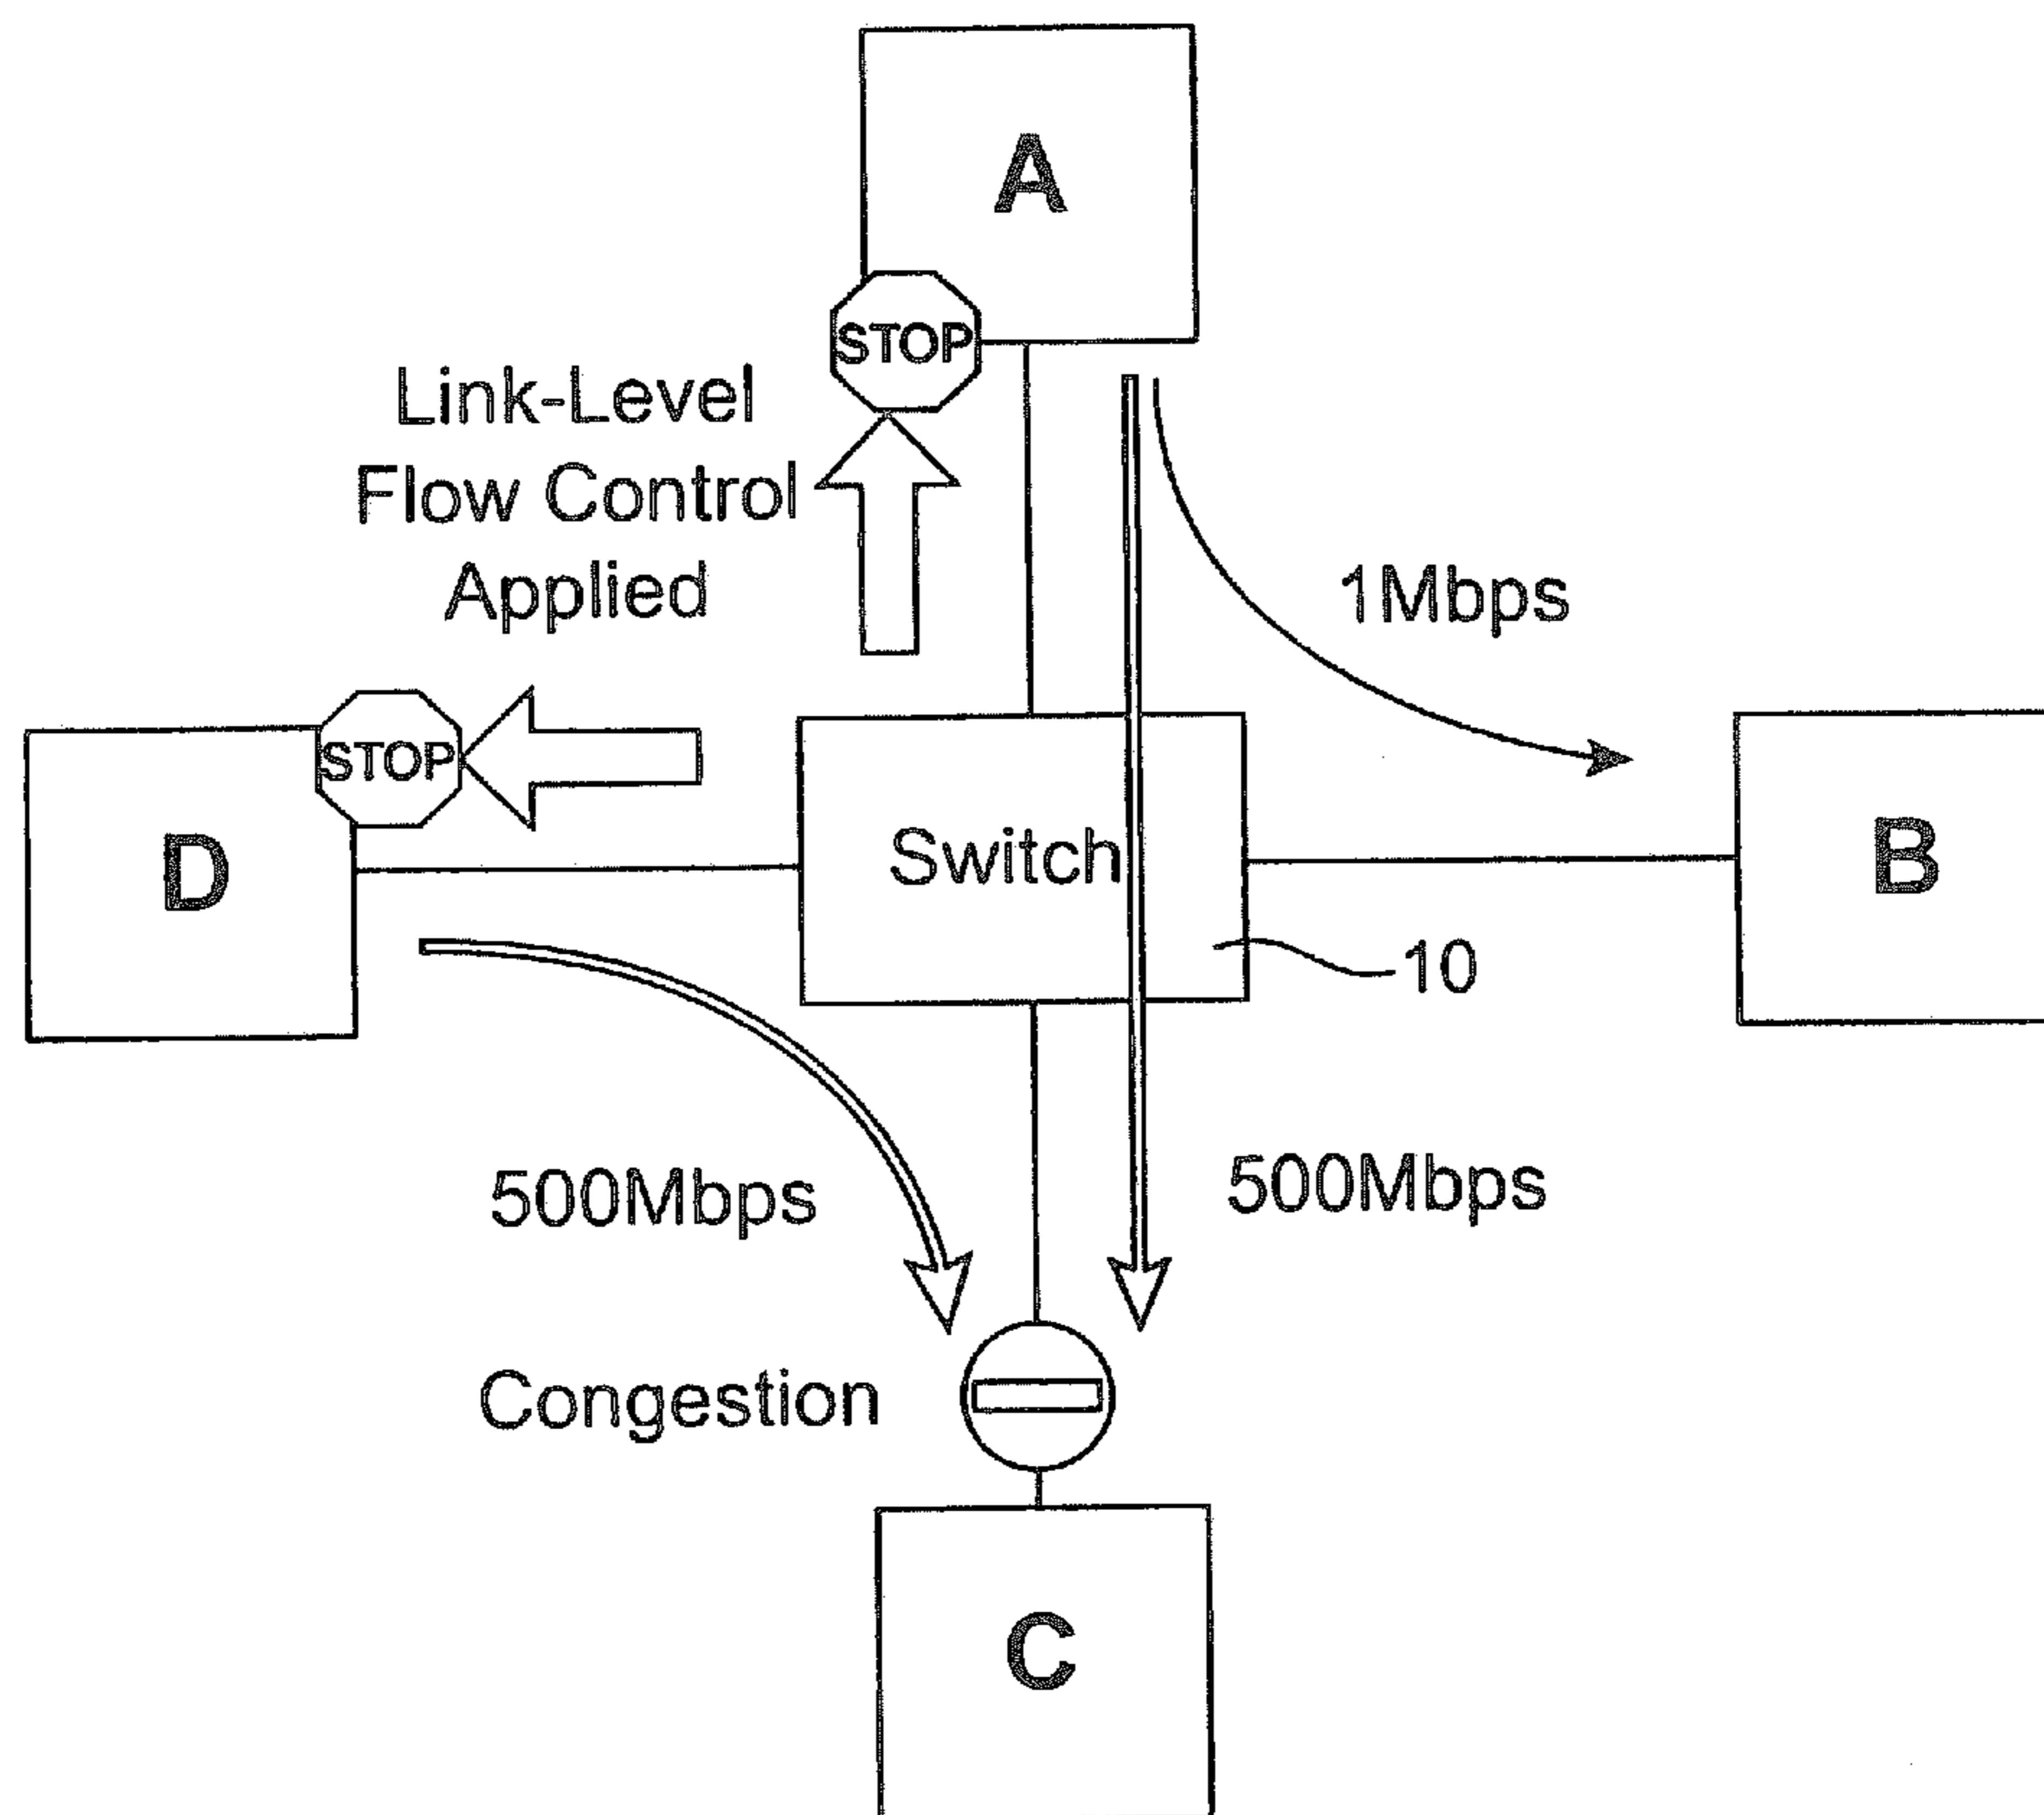 A
STOP
Link-Level
Flow Control
Applied
1Mbps
STOP
D
Switch
B
10
500Mbps
500Mbps
Congestion
C